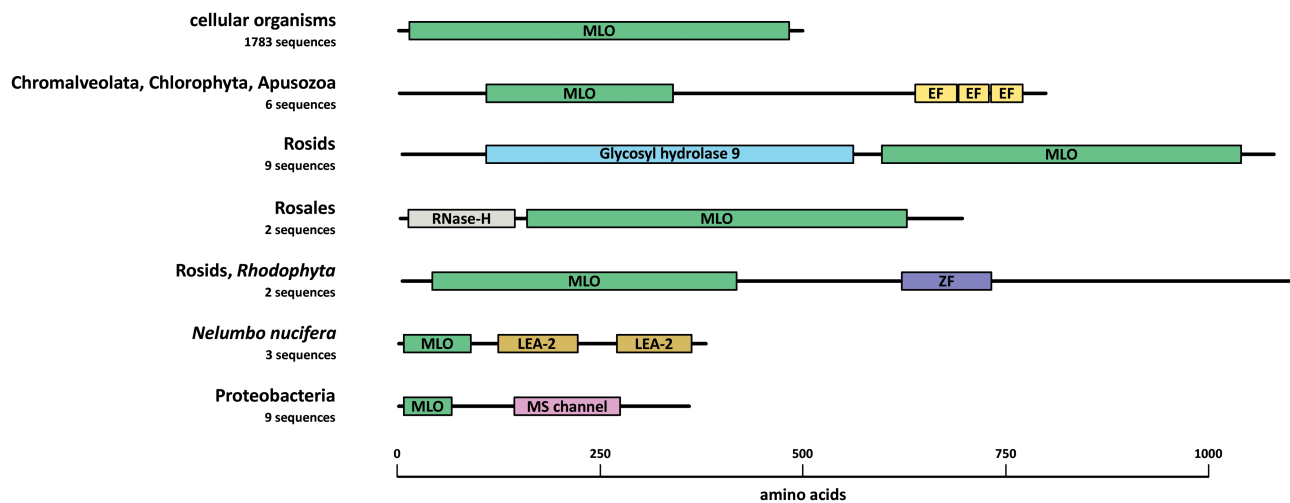 cellular organisms
1783 sequences
MLO
Chromalveolata, Chlorophyta, Apusozoa
6 sequences
MLO EF EF EF
Rosids
9 sequences
Glycosyl hydrolase 9 MLO
Rosales
2 sequences
RNase-H MLO
Rosids, Rhodophyta
2 sequences
MLO ZF
Nelumbo nucifera
3 sequences
MLO LEA-2 LEA-2
Proteobacteria
9 sequences
MLO MS channel
0 250 500 750 1000
amino acids